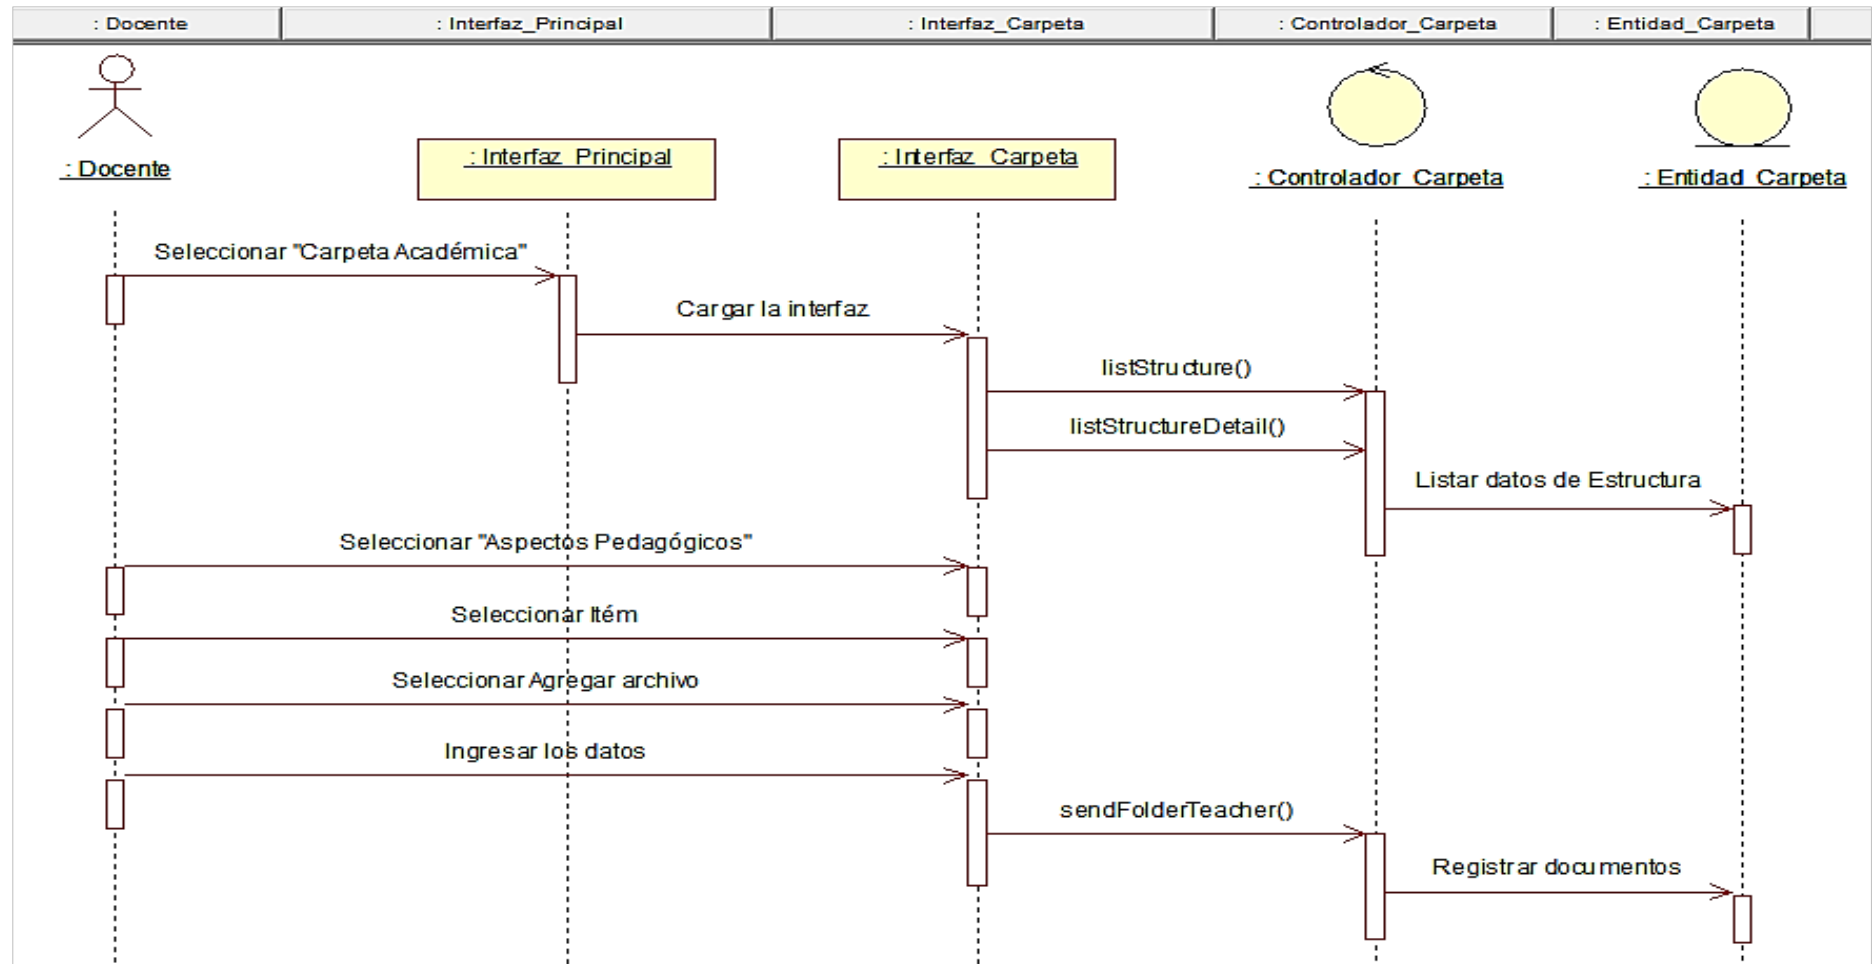 : Docente
: Interfaz_Principal
: Interfaz_Carpeta
: Controlador_Carpeta
: Entidad_Carpeta
: Docente
: Interfaz_Principal
: Interfaz_Carpeta
: Controlador_Carpeta
: Entidad_Carpeta
Seleccionar "Carpeta Académica"
Cargar la interfaz
listStructure()
listStructureDetail()
Listar datos de Estructura
Seleccionar "Aspectos Pedagógicos"
Seleccionar Itém
Seleccionar Agregar archivo
Ingresar los datos
sendFolderTeacher()
Registrar documentos